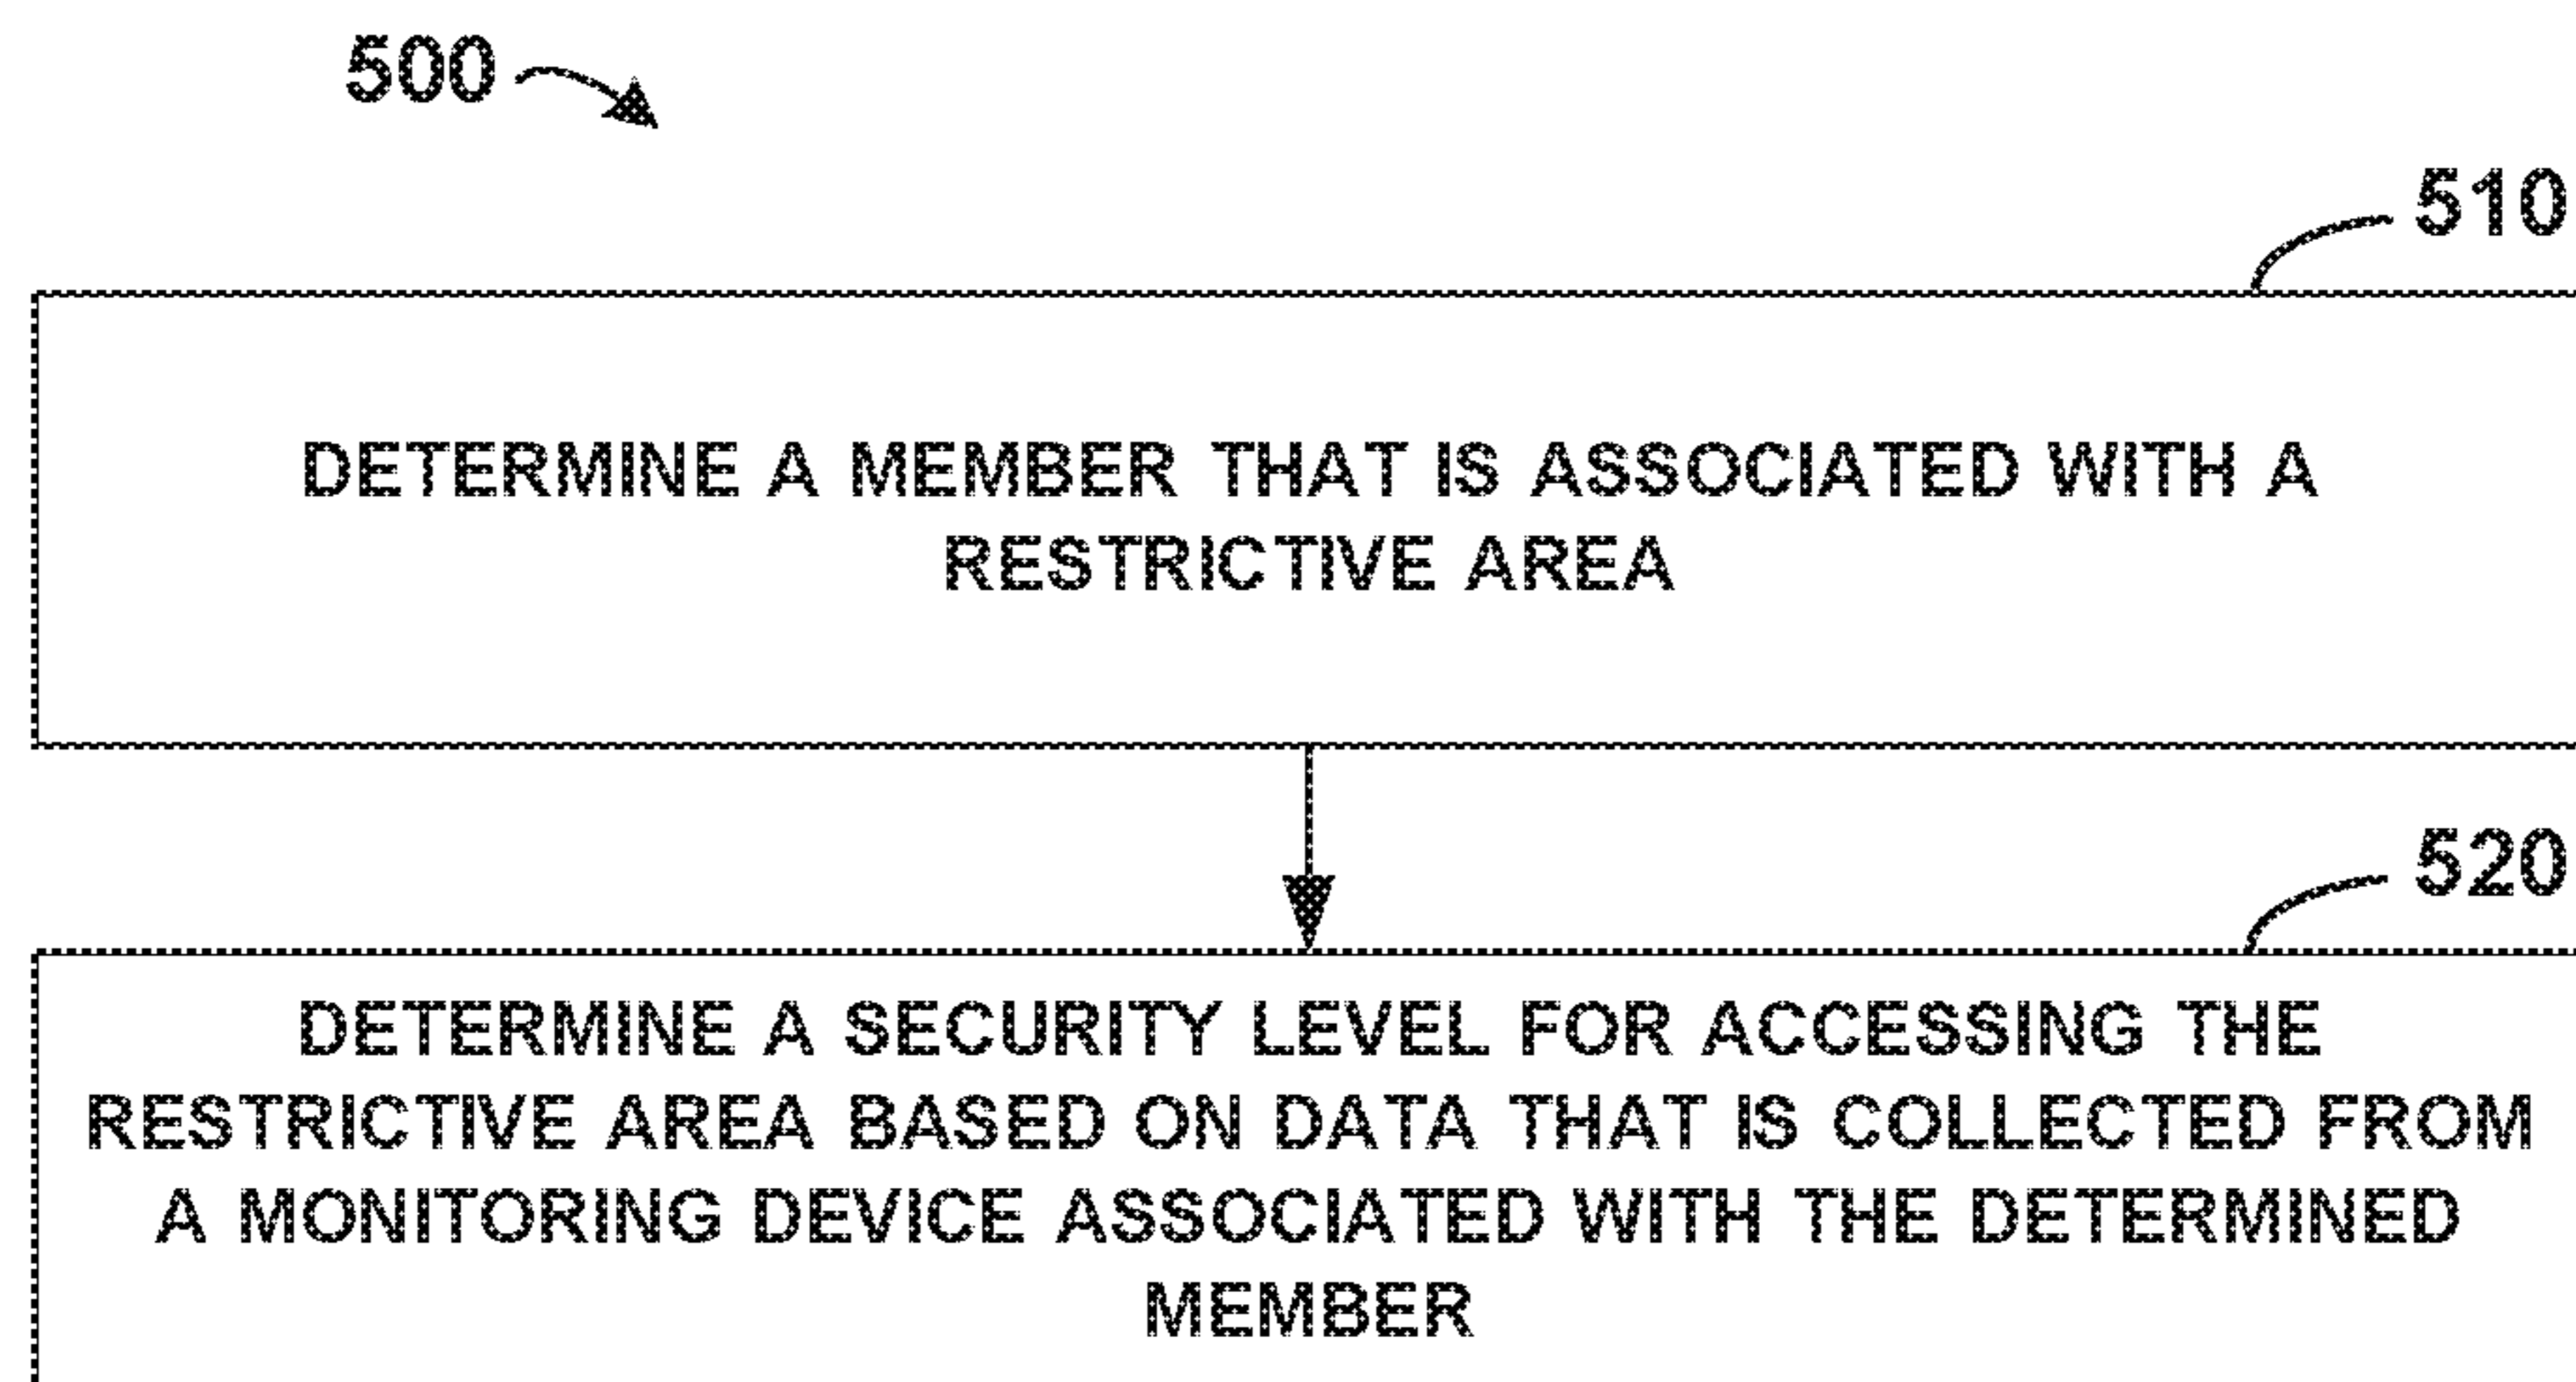 500
510
DETERMINE A MEMBER THAT IS ASSOCIATED WITH A
RESTRICTIVE AREA
520
DETERMINE A SECURITY LEVEL FOR ACCESSING THE
RESTRICTIVE AREA BASED ON DATA THAT IS COLLECTED FROM
A MONITORING DEVICE ASSOCIATED WITH THE DETERMINED
MEMBER